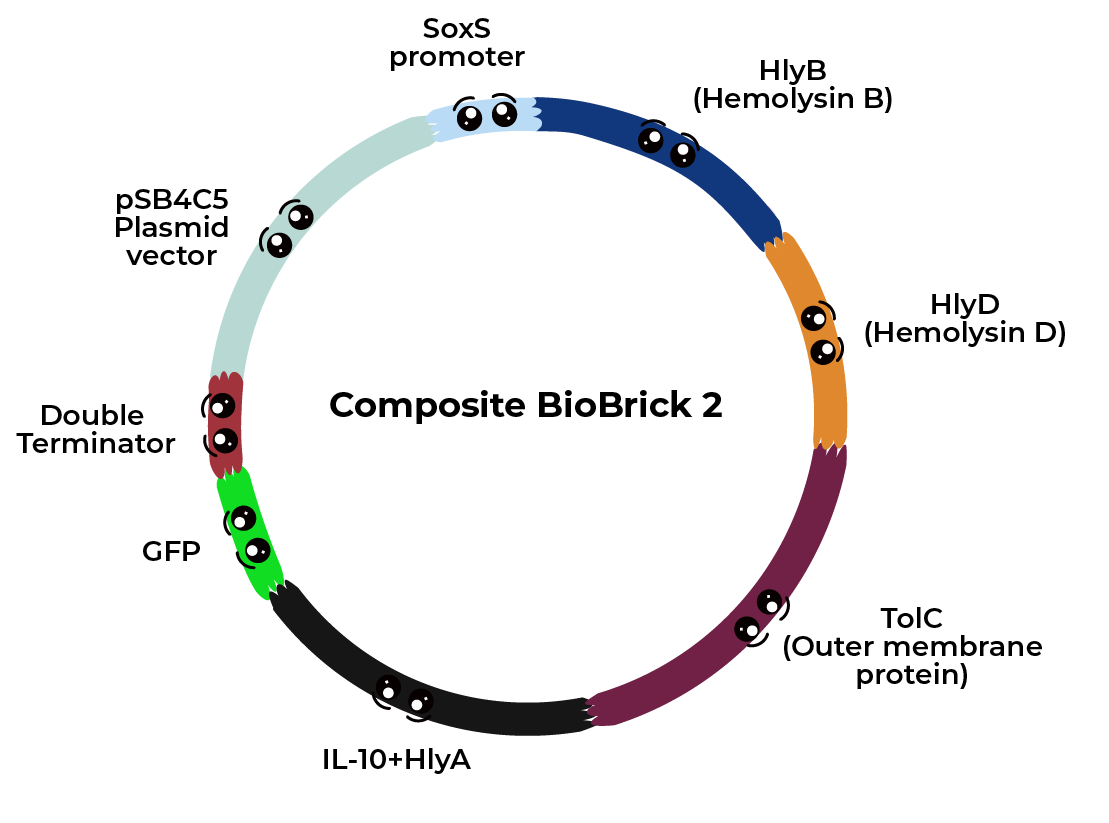 SoxS
promoter
HlyB
(Hemolysin B)
pSB4C5
Plasmid
vector
HlyD
(Hemolysin D)
Composite BioBrick 2
Double
Terminator
GFP
TolC
(Outer membrane
protein)
IL-10+HlyA